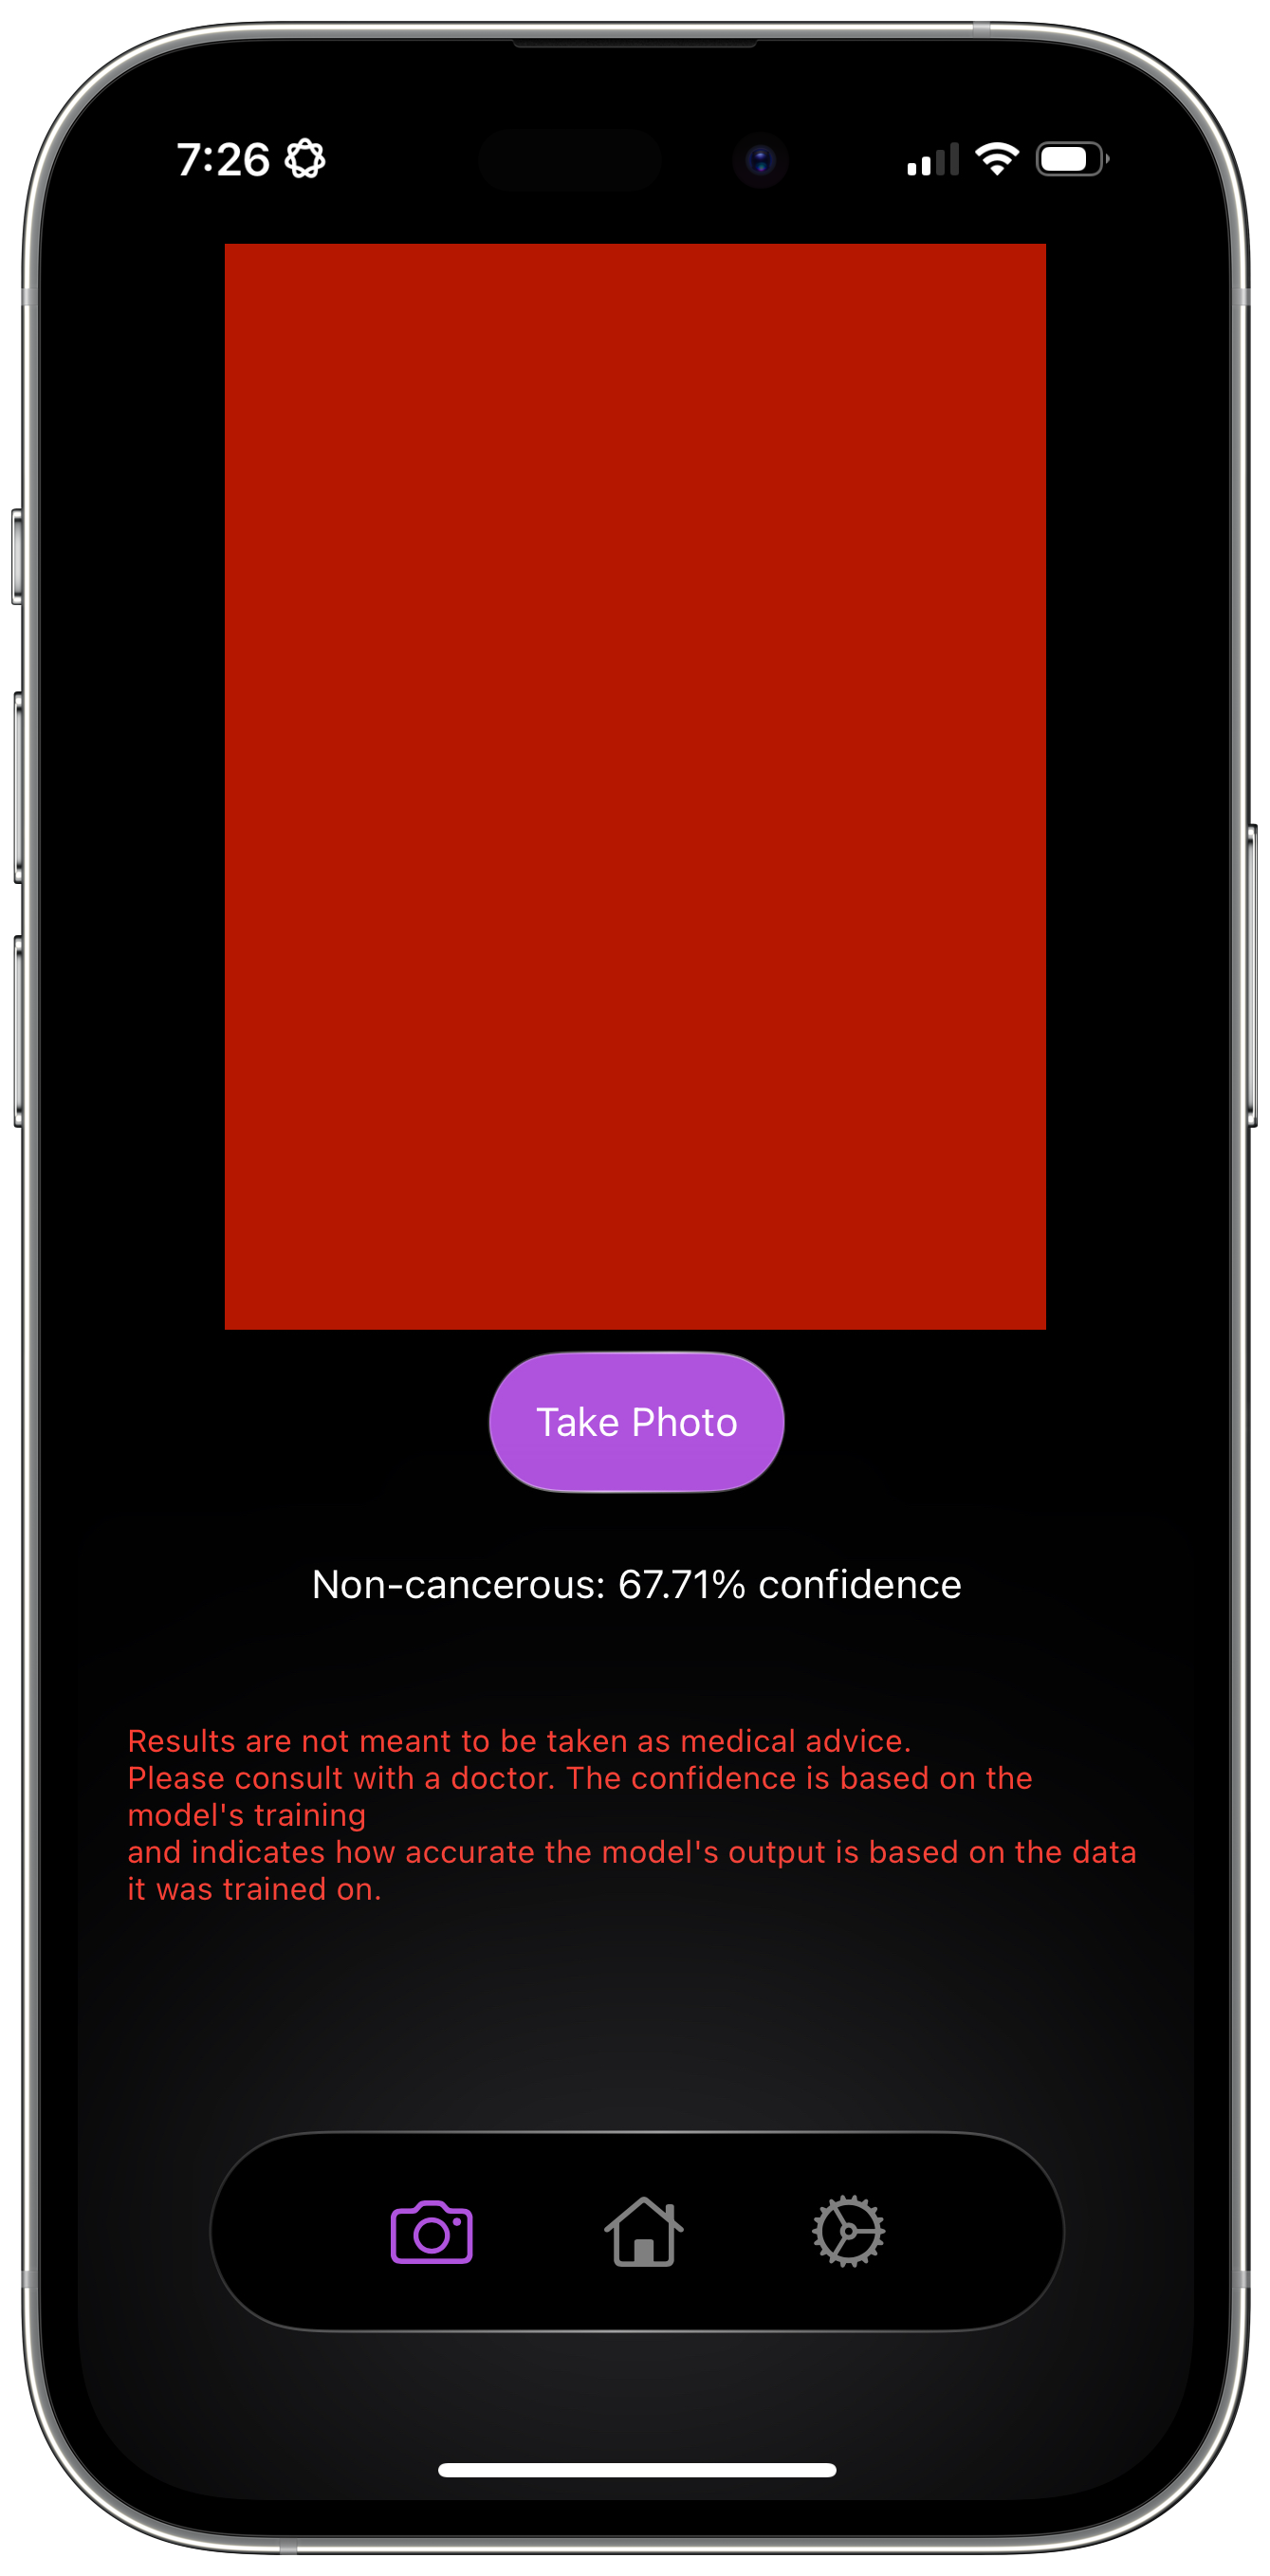 7:26
Take Photo
Non-cancerous: 67.71% confidence
Results are not meant to be taken as medical advice.
Please consult with a doctor. The confidence is based on the
model's training
and indicates how accurate the model's output is based on the data
it was trained on.